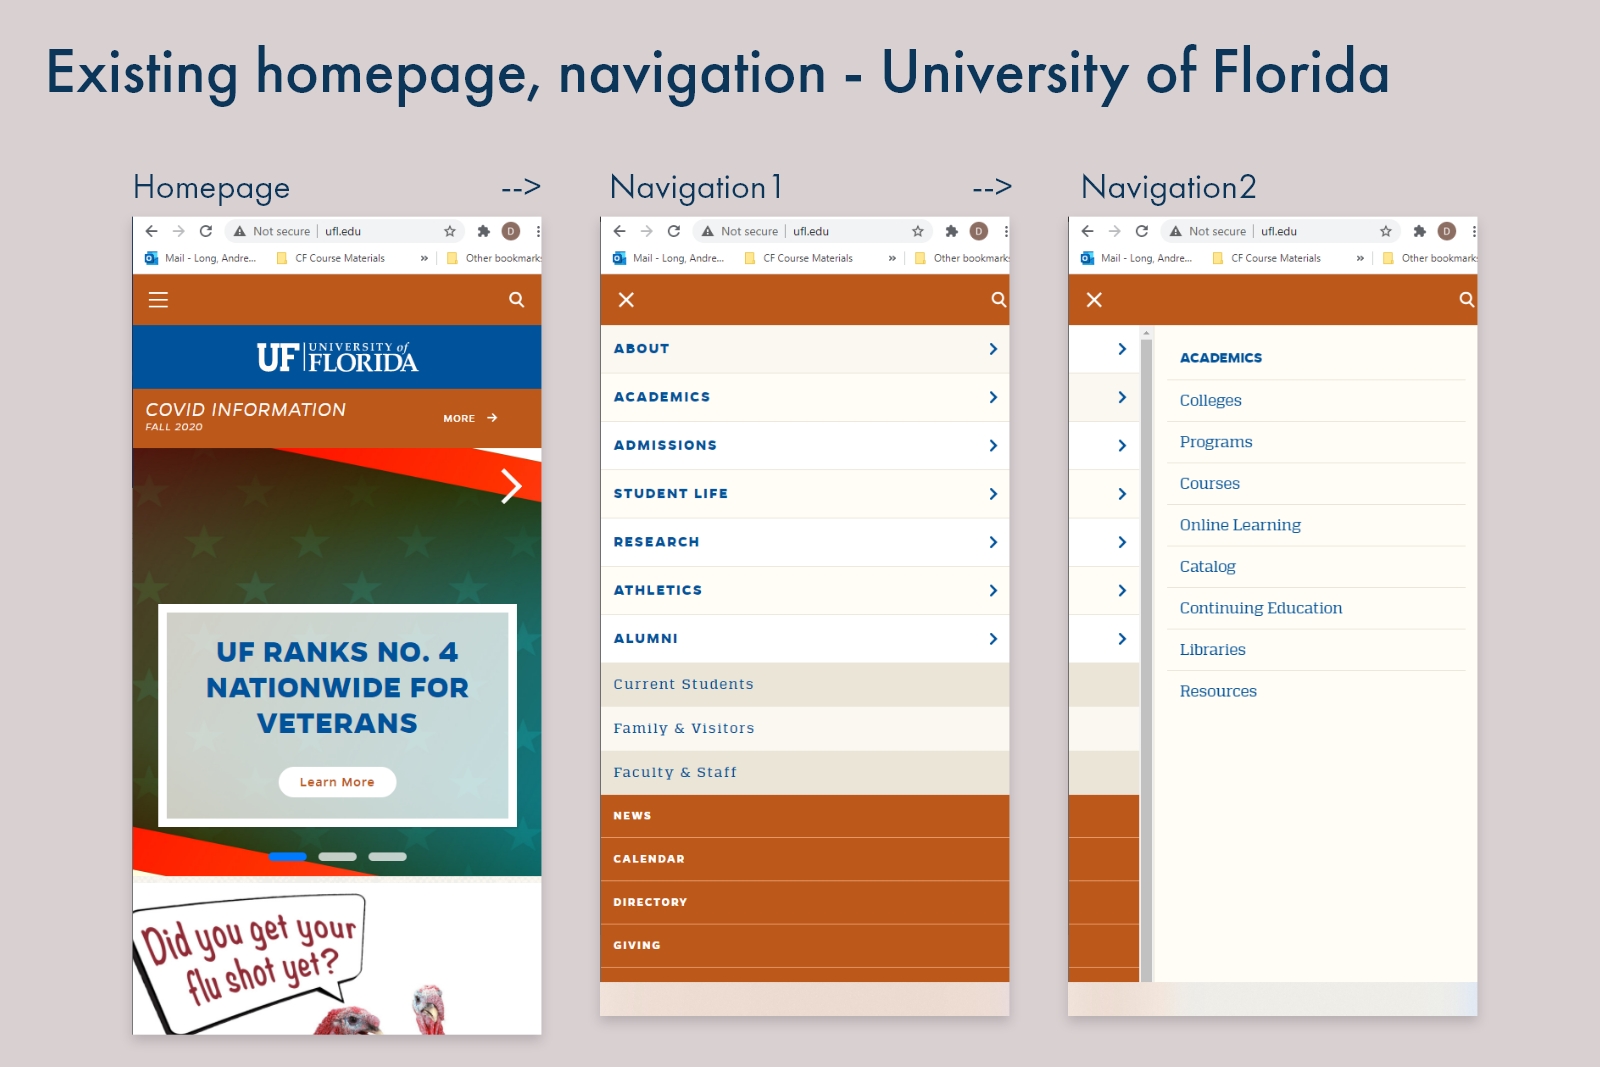 Existing homepage, navigation - University of Florida
Homepage -->
Not secure | ufl.edu D
Mail - Long, Andre... CF Course Materials » Other bookmark
UF UNIVERSITY of
FLORIDA
COVID INFORMATION
FALL 2020
MORE →
UF RANKS NO. 4
NATIONWIDE FOR
VETERANS
Learn More
Did you get your
flu shot yet?
Navigation1 -->
Not secure | ufl.edu D
Mail - Long, Andre... CF Course Materials » Other bookmark
ABOUT
ACADEMICS
ADMISSIONS
STUDENT LIFE
RESEARCH
ATHLETICS
ALUMNI
Current Students
Family & Visitors
Faculty & Staff
NEWS
CALENDAR
DIRECTORY
GIVING
Navigation2
Not secure | ufl.edu D
Mail - Long, Andre... CF Course Materials » Other bookmark
ACADEMICS
Colleges
Programs
Courses
Online Learning
Catalog
Continuing Education
Libraries
Resources